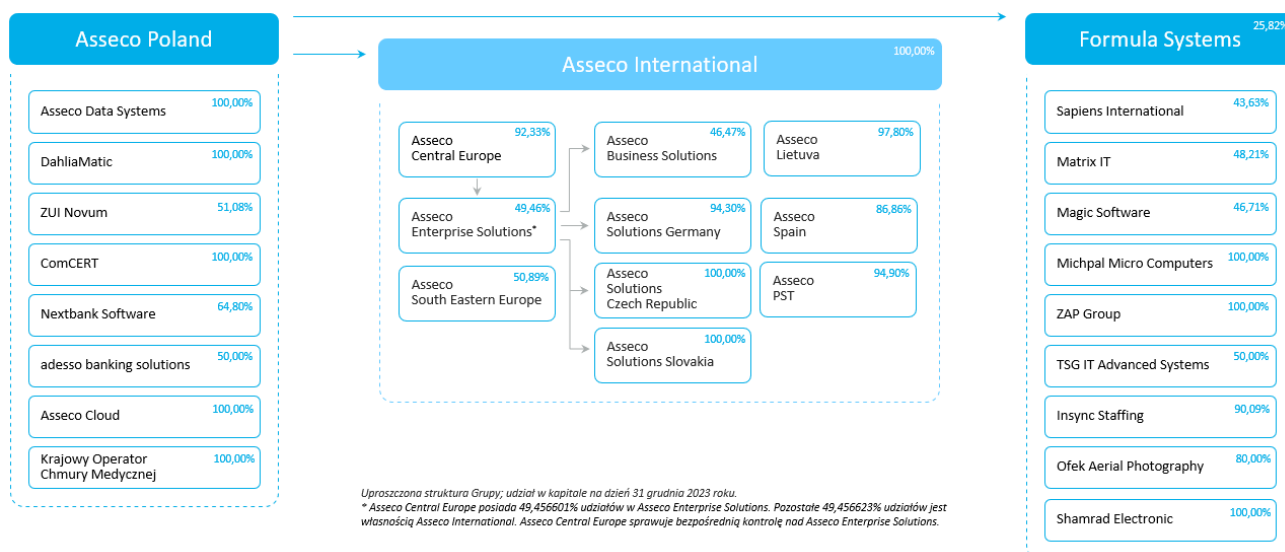 Asseco Poland
Asseco Data Systems
100,00%
DahliaMatic
100,00%
ZUI Novum
51,08%
ComCERT
100,00%
Nextbank Software
64,80%
adesso banking solutions
50,00%
Asseco Cloud
100,00%
Krajowy Operator
Chmury Medycznej
100,00%
Asseco International
100,00%
Asseco
Central Europe
92,33%
Asseco
Enterprise Solutions*
49,46%
Asseco
South Eastern Europe
50,89%
Asseco
Business Solutions
46,47%
Asseco
Solutions Germany
94,30%
Asseco
Solutions
Czech Republic
100,00%
Asseco
Solutions Slovakia
100,00%
Asseco
Lietuva
97,80%
Asseco
Spain
86,86%
Asseco
PST
94,90%
Uproszczona struktura Grupy; udział w kapitale na dzień 31 grudnia 2023 roku.
* Asseco Central Europe posiada 49,456601% udziałów w Asseco Enterprise Solutions. Pozostałe 49,456623% udziałów jest
własnością Asseco International. Asseco Central Europe sprawuje bezpośrednią kontrolę nad Asseco Enterprise Solutions.
Formula Systems
25,82%
Sapiens International
43,63%
Matrix IT
48,21%
Magic Software
46,71%
Michpal Micro Computers
100,00%
ZAP Group
100,00%
TSG IT Advanced Systems
50,00%
Insync Staffing
90,09%
Ofek Aerial Photography
80,00%
Shamrad Electronic
100,00%